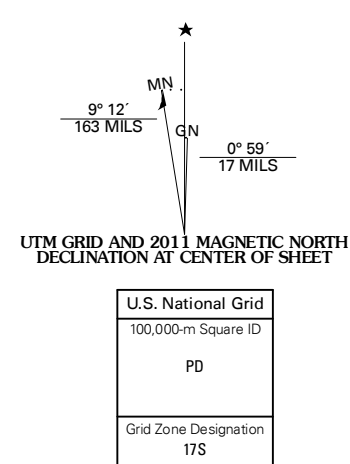 MN
9° 12´
163 MILS
GN
0° 59´
17 MILS
UTM GRID AND 2011 MAGNETIC NORTH
DECLINATION AT CENTER OF SHEET
U.S. National Grid
100,000-m Square ID
PD
Grid Zone Designation
17S